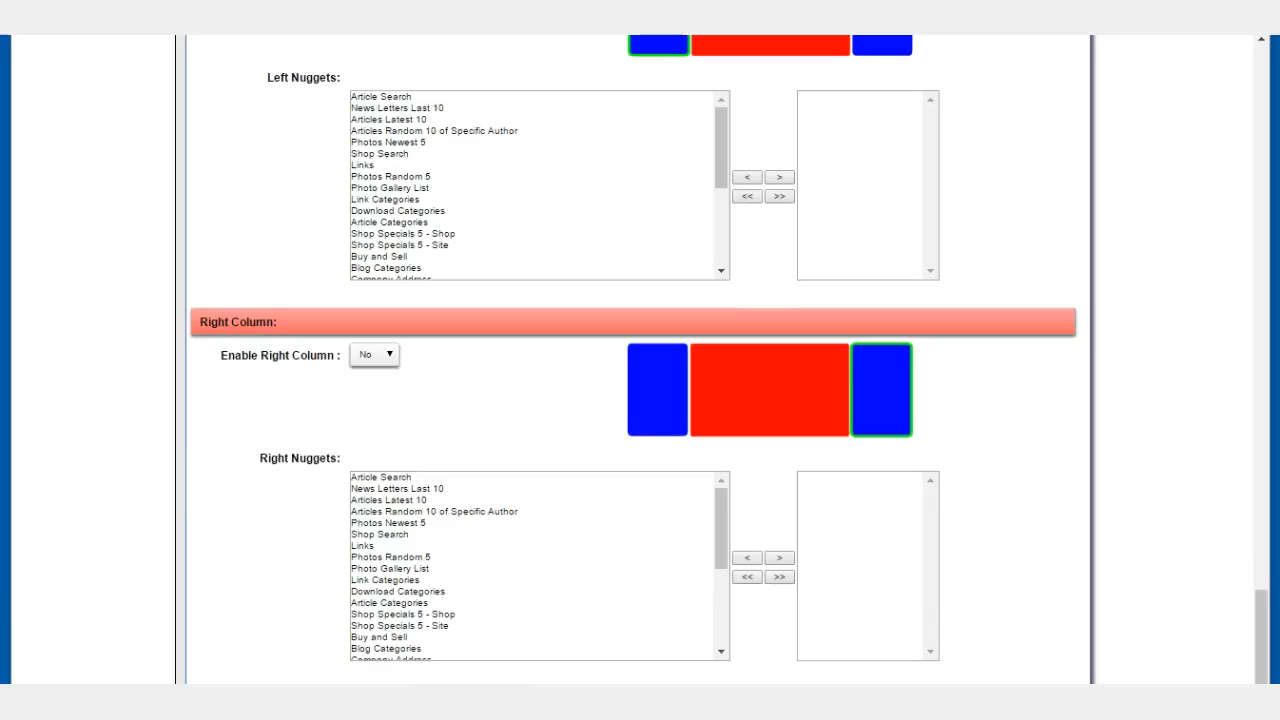 Left Nuggets:
Article Search
News Letters Last 10
Articles Latest 10
Articles Random 10 of Specific Author
Photos Newest 5
Shop Search
Links
Photos Random 5
Photo Gallery List
Link Categories
Download Categories
Article Categories
Shop Specials 5 - Shop
Shop Specials 5 - Site
Buy and Sell
Blog Categories
Company Address
< >
<< >>
Right Column:
Enable Right Column : No
Right Nuggets:
Article Search
News Letters Last 10
Articles Latest 10
Articles Random 10 of Specific Author
Photos Newest 5
Shop Search
Links
Photos Random 5
Photo Gallery List
Link Categories
Download Categories
Article Categories
Shop Specials 5 - Shop
Shop Specials 5 - Site
Buy and Sell
Blog Categories
Company Address
< >
<< >>